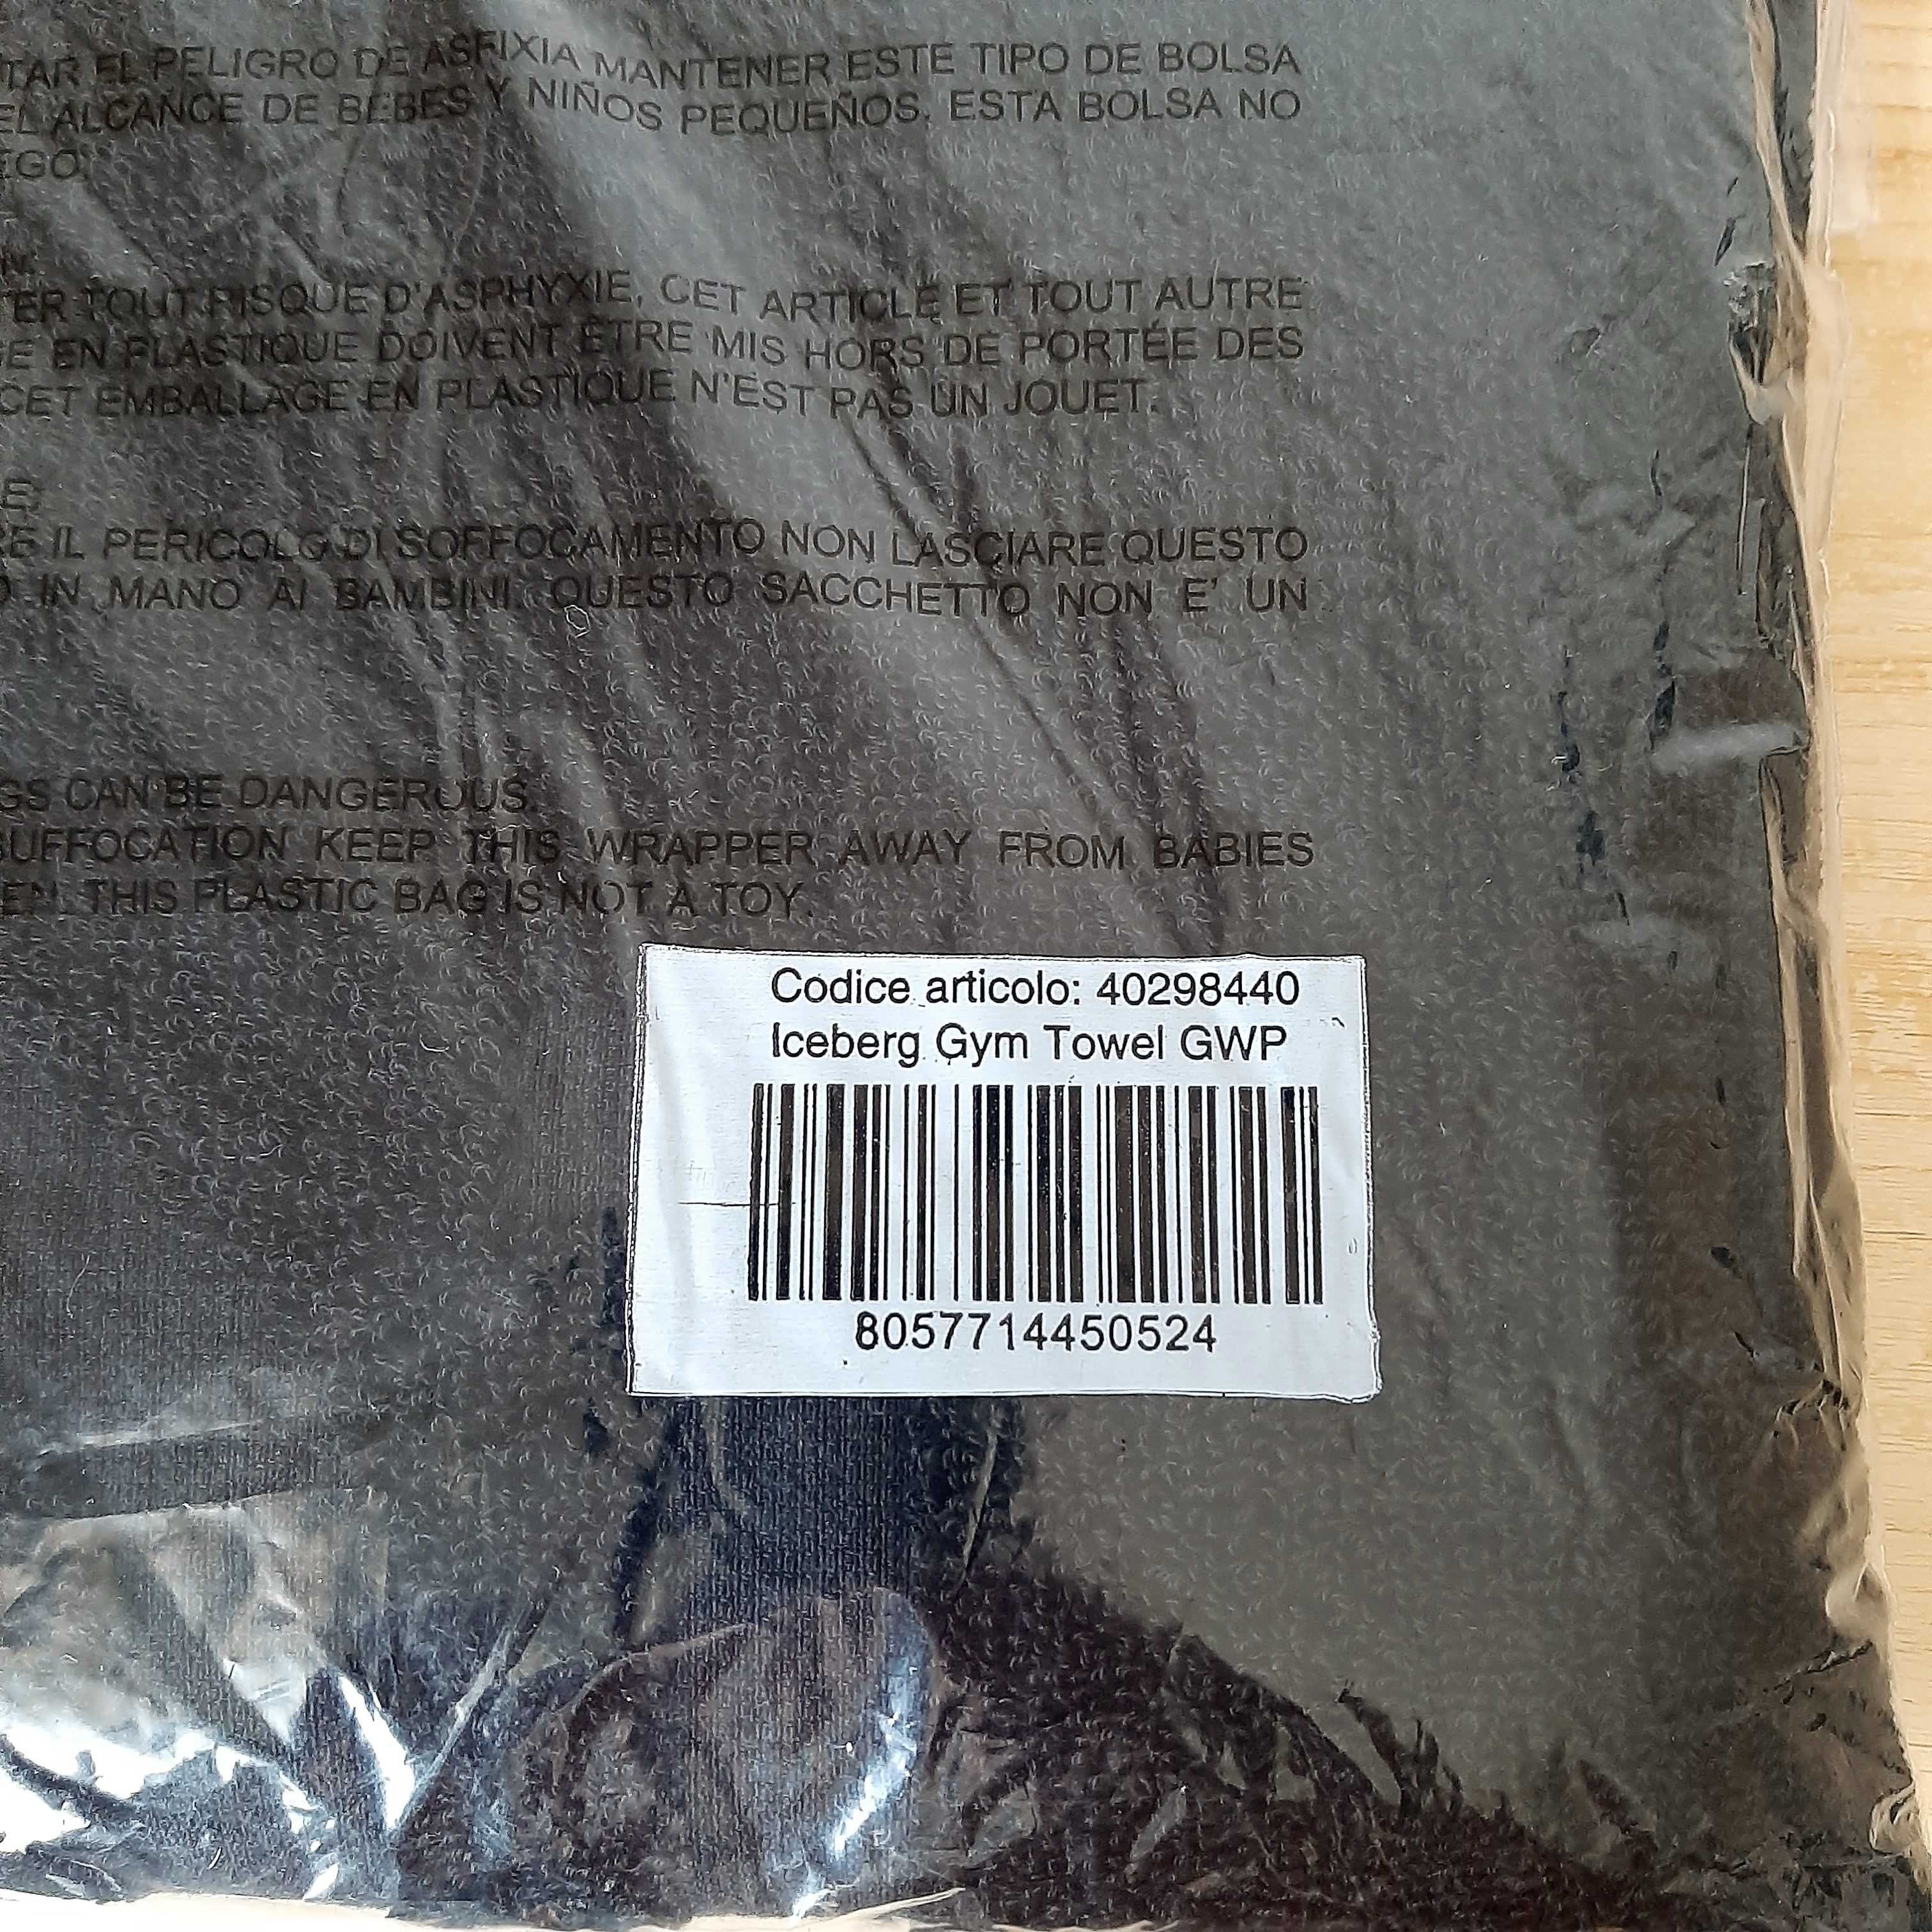 TAR EL PELIGRO DE ASFIXIA MANTENER ESTE TIPO DE BOLSA
EL ALCANCE DE BEBES Y NIÑOS PEQUEÑOS. ESTA BOLSA NO
EGO.
ER TOUT RISQUE D'ASPHYXIE, CET ARTICLE ET TOUT AUTRE
GE EN PLASTIQUE DOIVENT ETRE MIS HORS DE PORTÉE DES
CET EMBALLAGE EN PLASTIQUE N'EST PAS UN JOUET.
E
RE IL PERICOLO DI SOFFOCAMENTO NON LASCIARE QUESTO
O IN MANO AI BAMBINI. QUESTO SACCHETTO NON E' UN
GS CAN BE DANGEROUS.
SUFFOCATION KEEP THIS WRAPPER AWAY FROM BABIES
EN. THIS PLASTIC BAG IS NOT A TOY.
Codice articolo: 40298440
Iceberg Gym Towel GWP
8057714450524